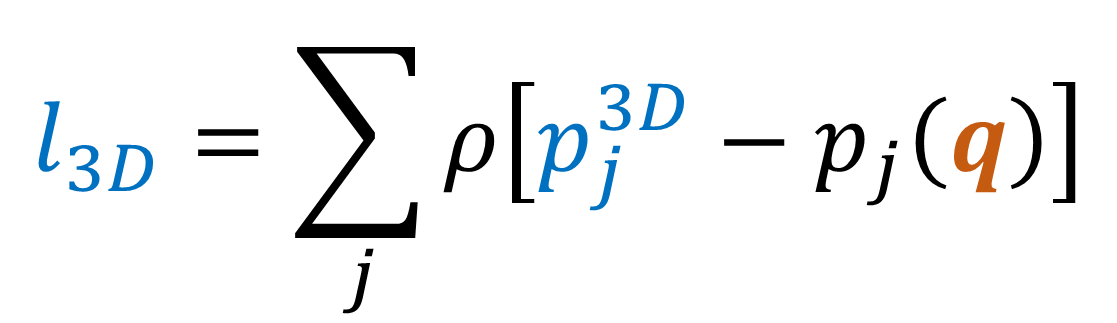 l_{3D} = \sum_{j} \rho [ p_j^{3D} - p_j ( \boldsymbol{q} ) ]